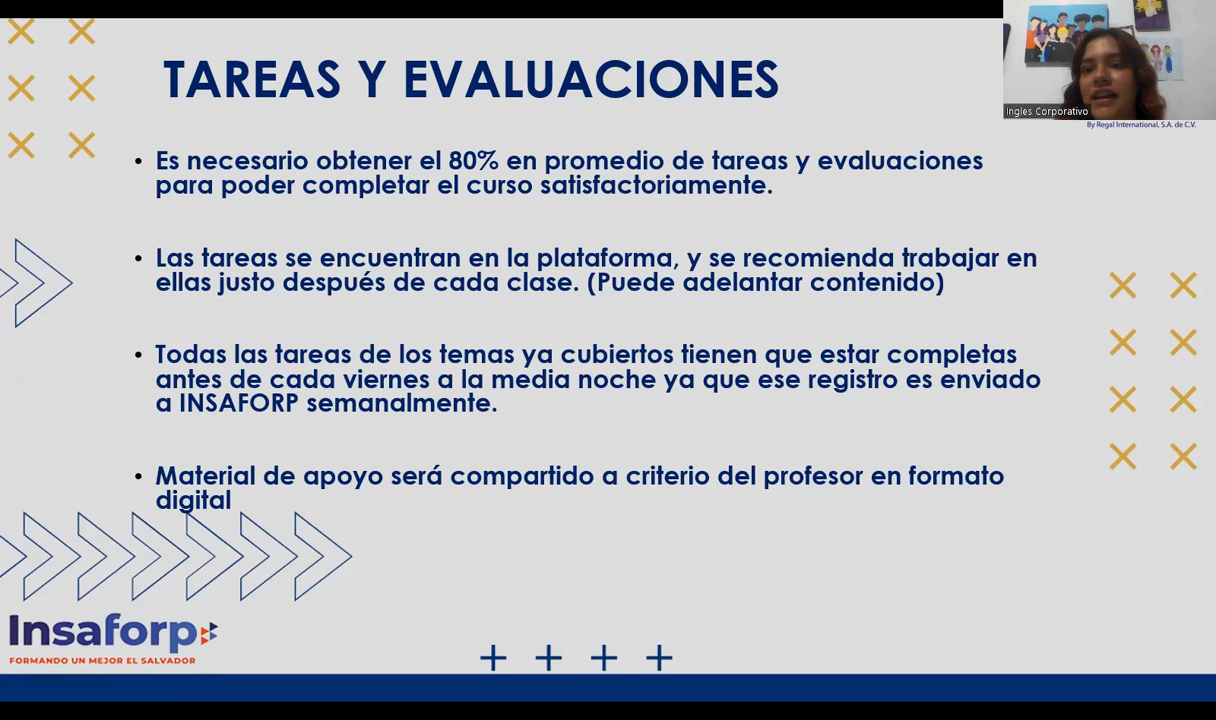 TAREAS Y EVALUACIONES
Ingles Corporativo
By Regal International, S.A. de C.V.
• Es necesario obtener el 80% en promedio de tareas y evaluaciones
para poder completar el curso satisfactoriamente.
• Las tareas se encuentran en la plataforma, y se recomienda trabajar en
ellas justo después de cada clase. (Puede adelantar contenido)
• Todas las tareas de los temas ya cubiertos tienen que estar completas
antes de cada viernes a la media noche ya que ese registro es enviado
a INSAFORP semanalmente.
• Material de apoyo será compartido a criterio del profesor en formato
digital
Insaforp
FORMANDO UN MEJOR EL SALVADOR